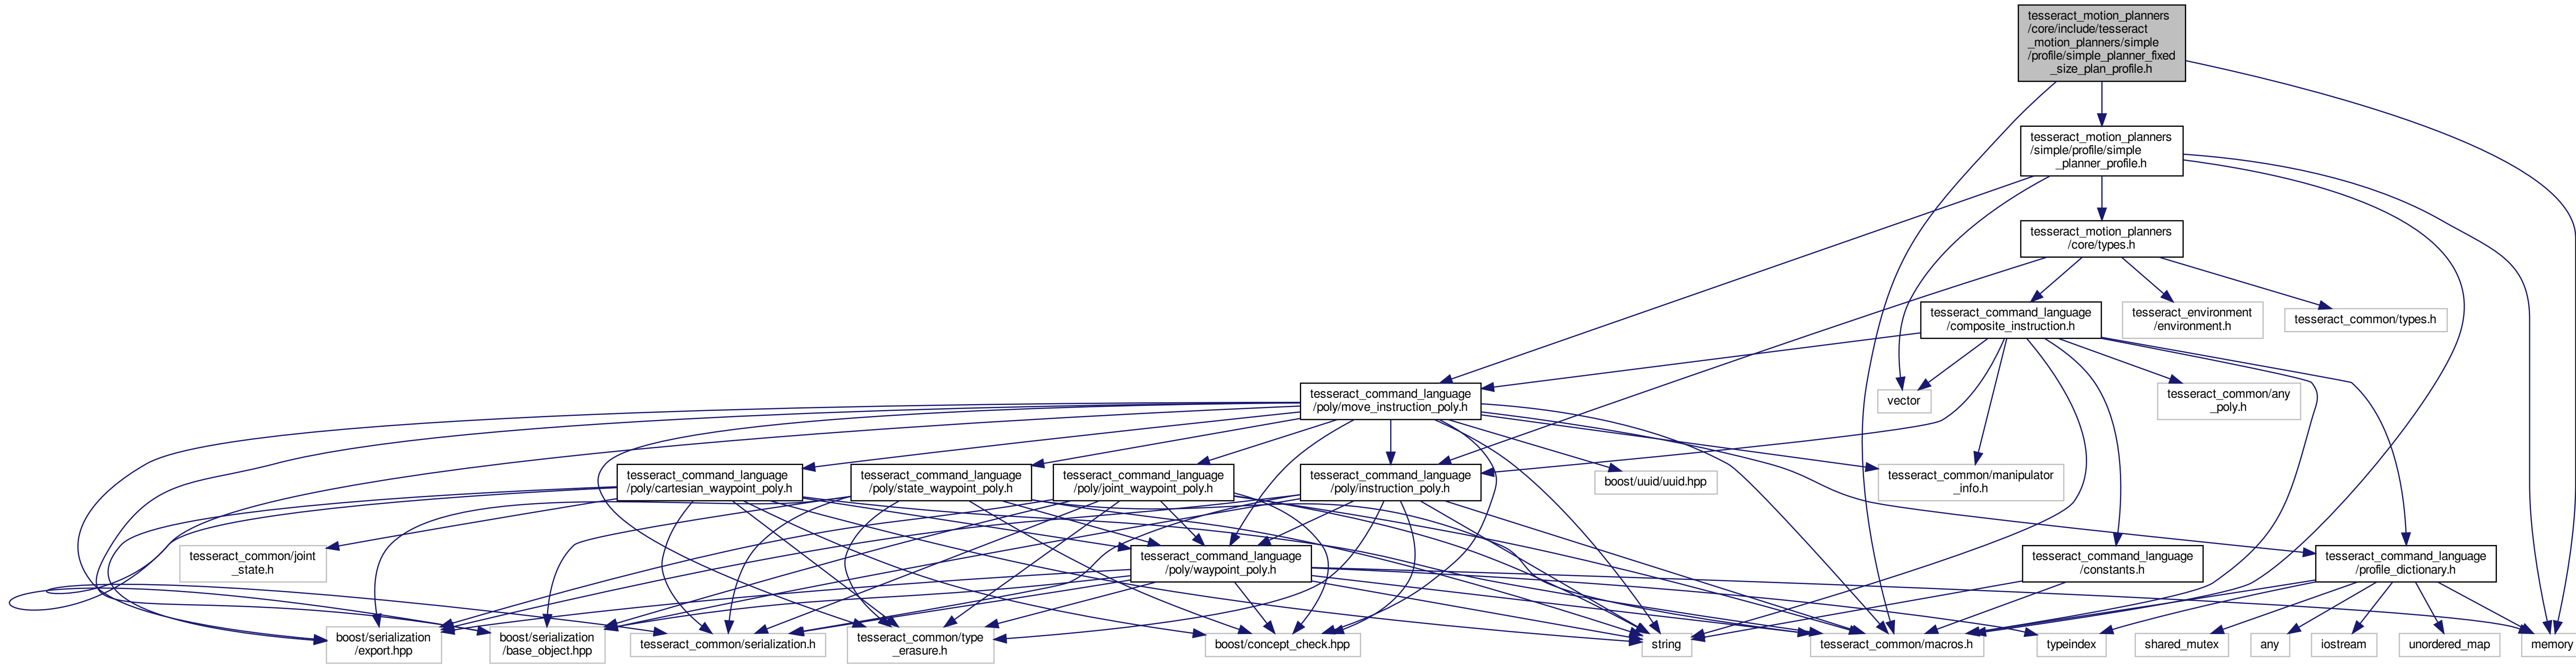 tesseract_motion_planners
/core/include/tesseract
_motion_planners/simple
/profile/simple_planner_fixed
_size_plan_profile.h
tesseract_motion_planners
/simple/profile/simple
_planner_profile.h
tesseract_motion_planners
/core/types.h
tesseract_command_language
/composite_instruction.h
tesseract_environment
/environment.h
tesseract_common/types.h
tesseract_command_language
/poly/move_instruction_poly.h
vector
tesseract_common/any
_poly.h
tesseract_command_language
/poly/cartesian_waypoint_poly.h
tesseract_command_language
/poly/state_waypoint_poly.h
tesseract_command_language
/poly/joint_waypoint_poly.h
tesseract_command_language
/poly/instruction_poly.h
boost/uuid/uuid.hpp
tesseract_common/manipulator
_info.h
tesseract_common/joint
_state.h
tesseract_command_language
/poly/waypoint_poly.h
tesseract_command_language
/constants.h
tesseract_command_language
/profile_dictionary.h
boost/serialization
/export.hpp
boost/serialization
/base_object.hpp
tesseract_common/serialization.h
tesseract_common/type
_erasure.h
boost/concept_check.hpp
string
tesseract_common/macros.h
typeindex
shared_mutex
any
iostream
unordered_map
memory